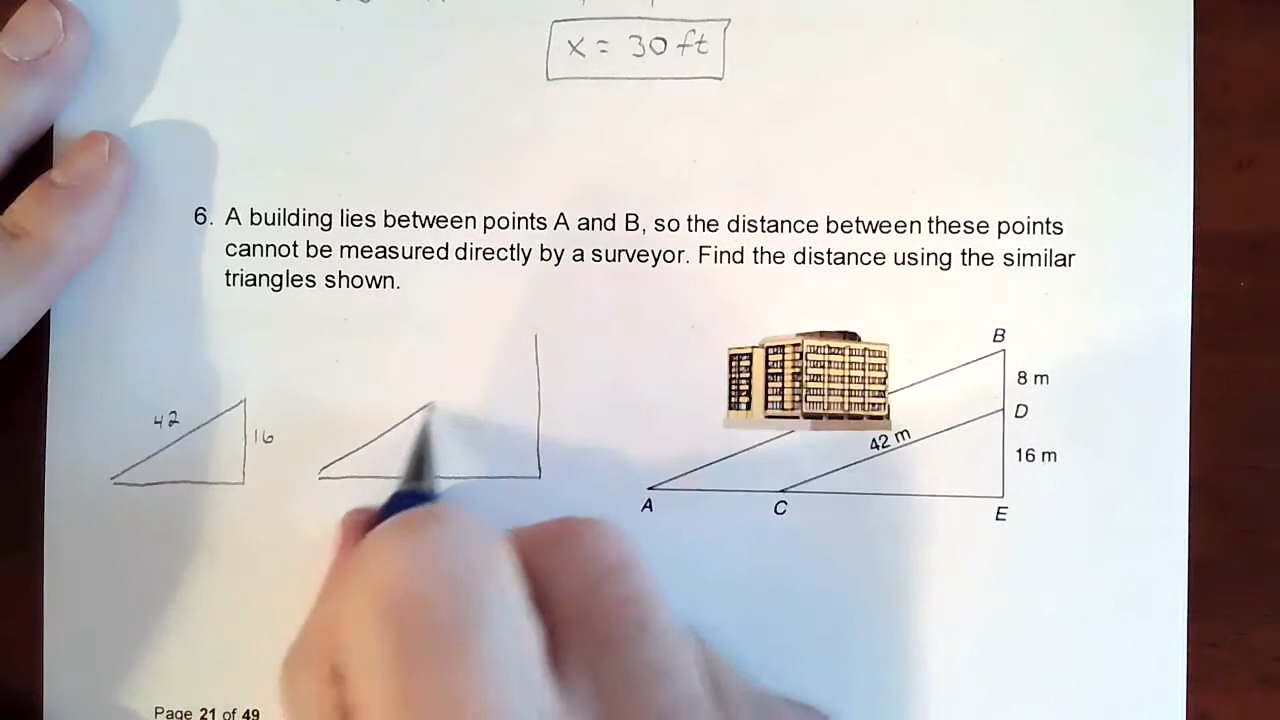 x = 30 ft
6. A building lies between points A and B, so the distance between these points
cannot be measured directly by a surveyor. Find the distance using the similar
triangles shown.
B
8 m
D
42
16
42 m
16 m
A
C
E
Page 21 of 49